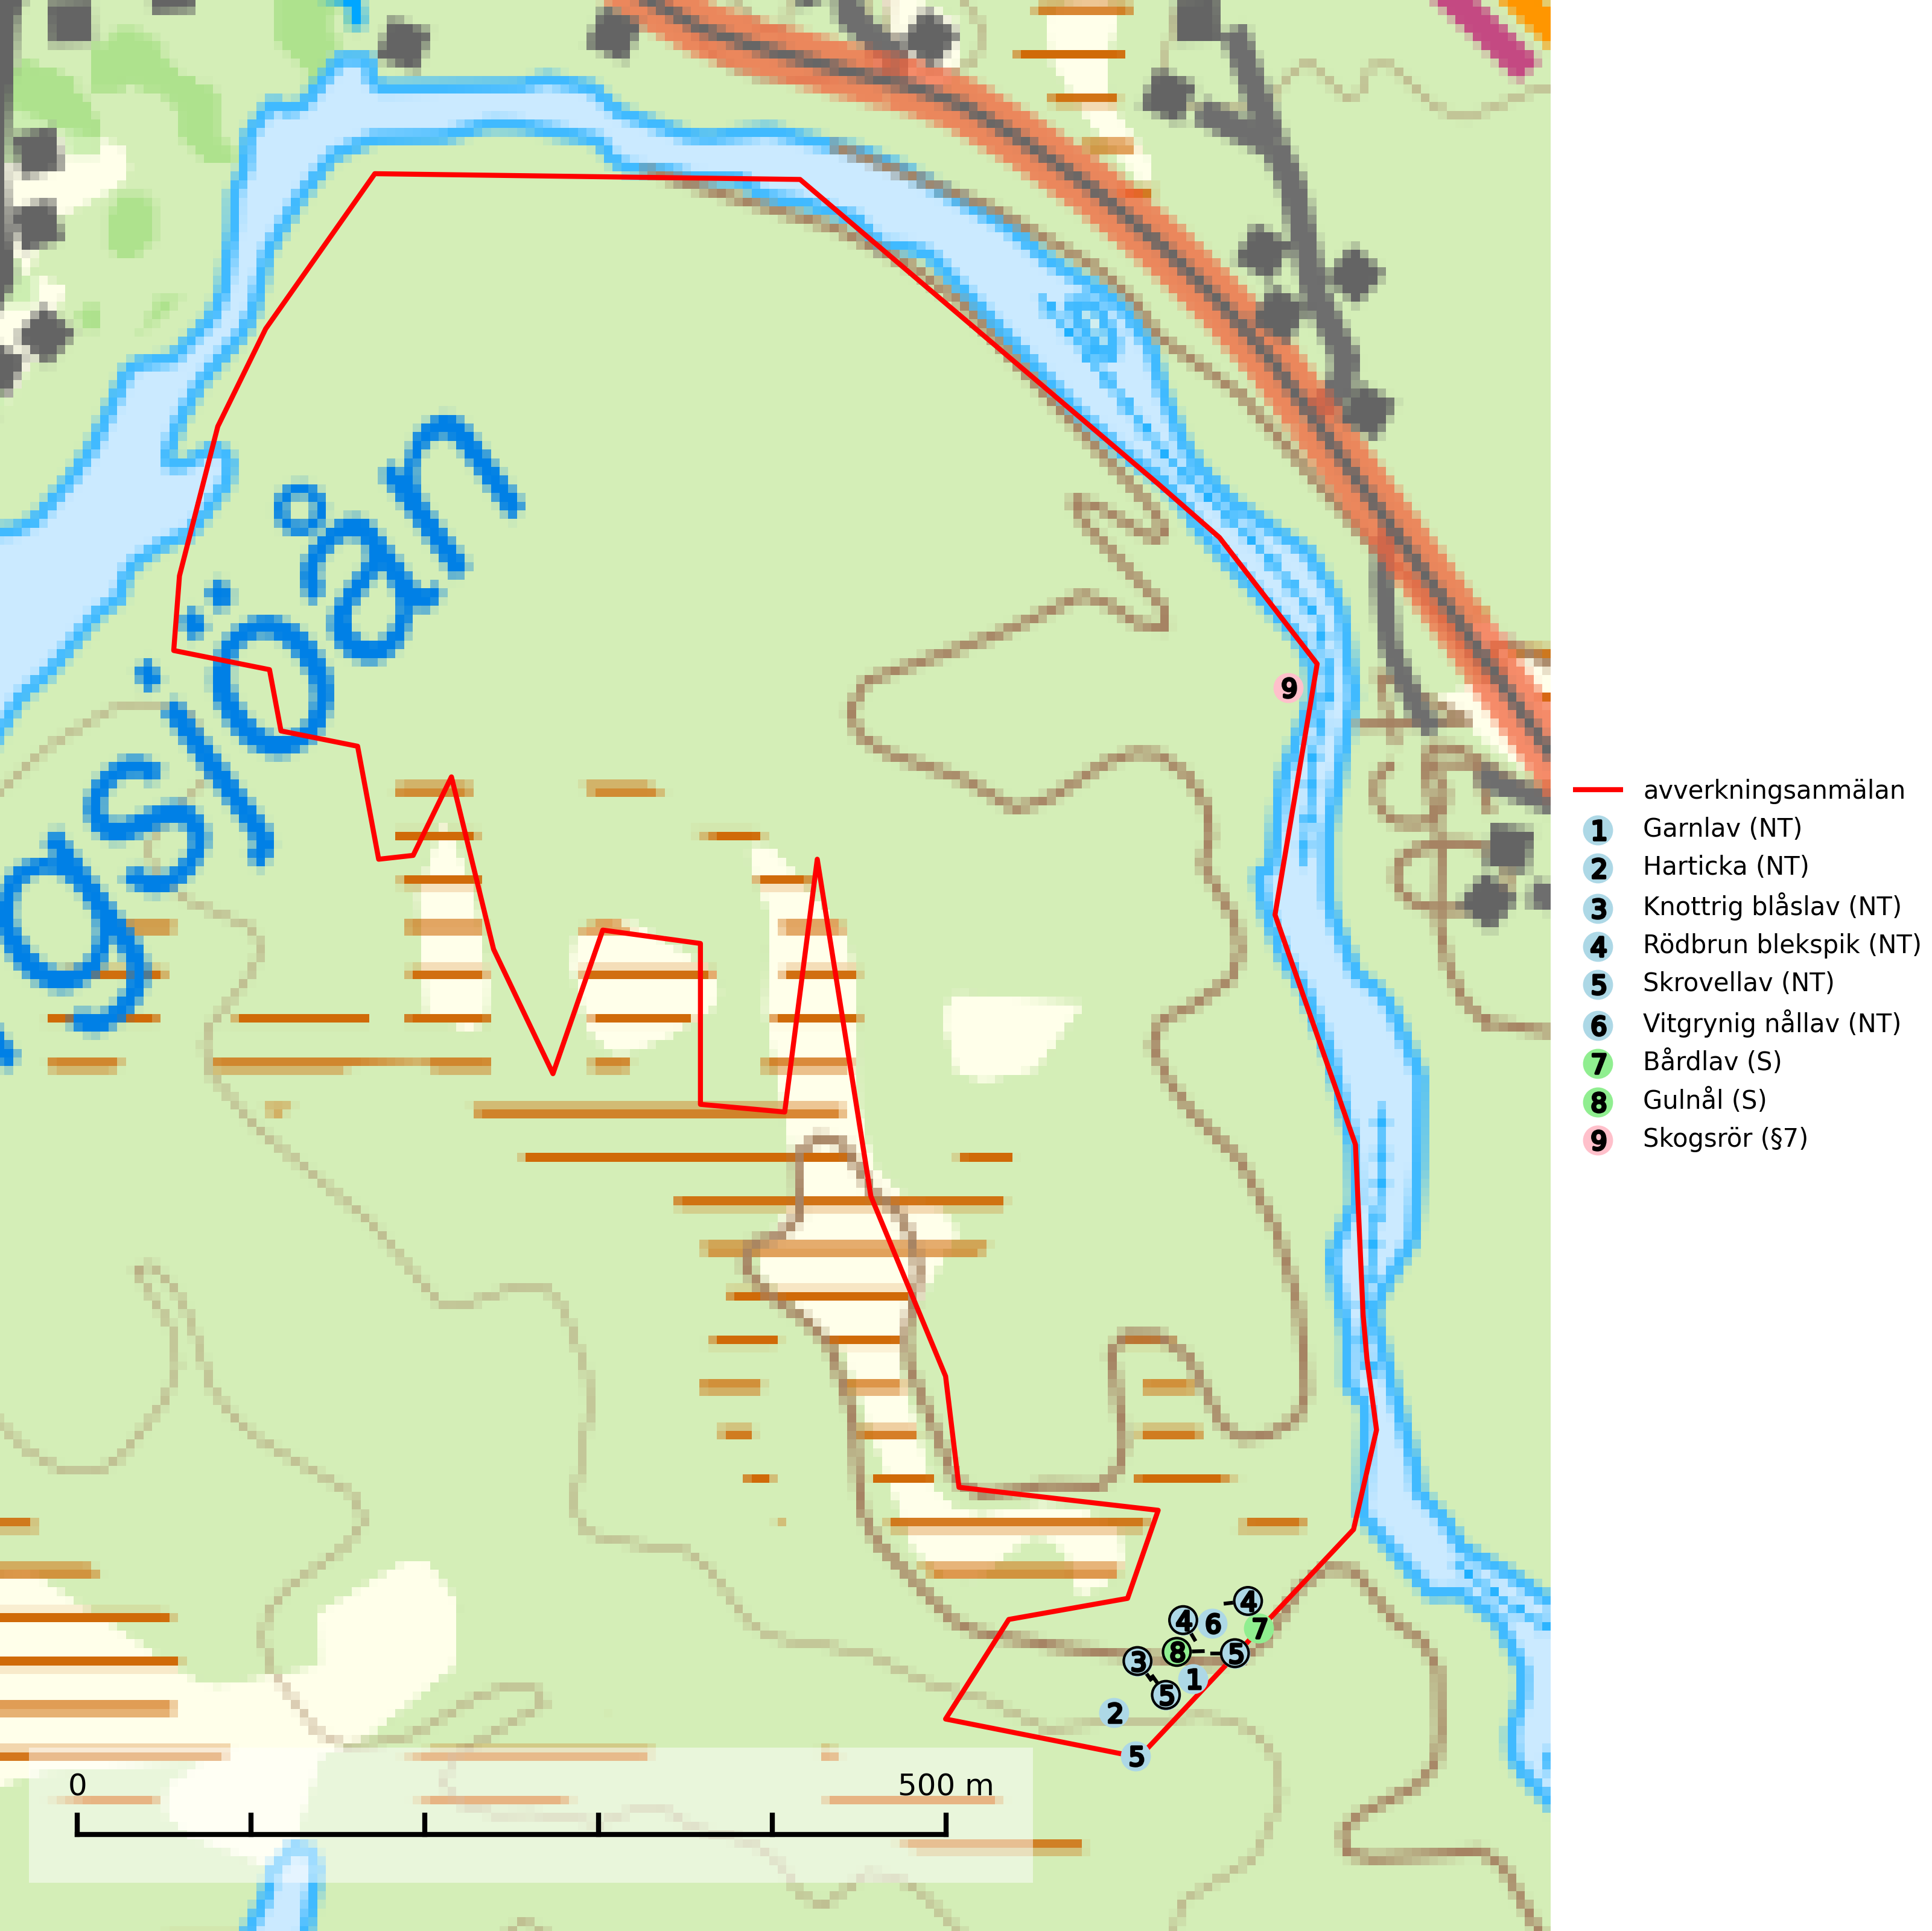 gsjöån
9
4
4
6
7
8
5
3
1
5
2
5
0
500 m
avverkningsanmälan
1 Garnlav (NT)
2 Harticka (NT)
3 Knottrig blåslav (NT)
4 Rödbrun blekspik (NT)
5 Skrovellav (NT)
6 Vitgrynig nållav (NT)
7 Bårdlav (S)
8 Gulnål (S)
9 Skogsrör (§7)